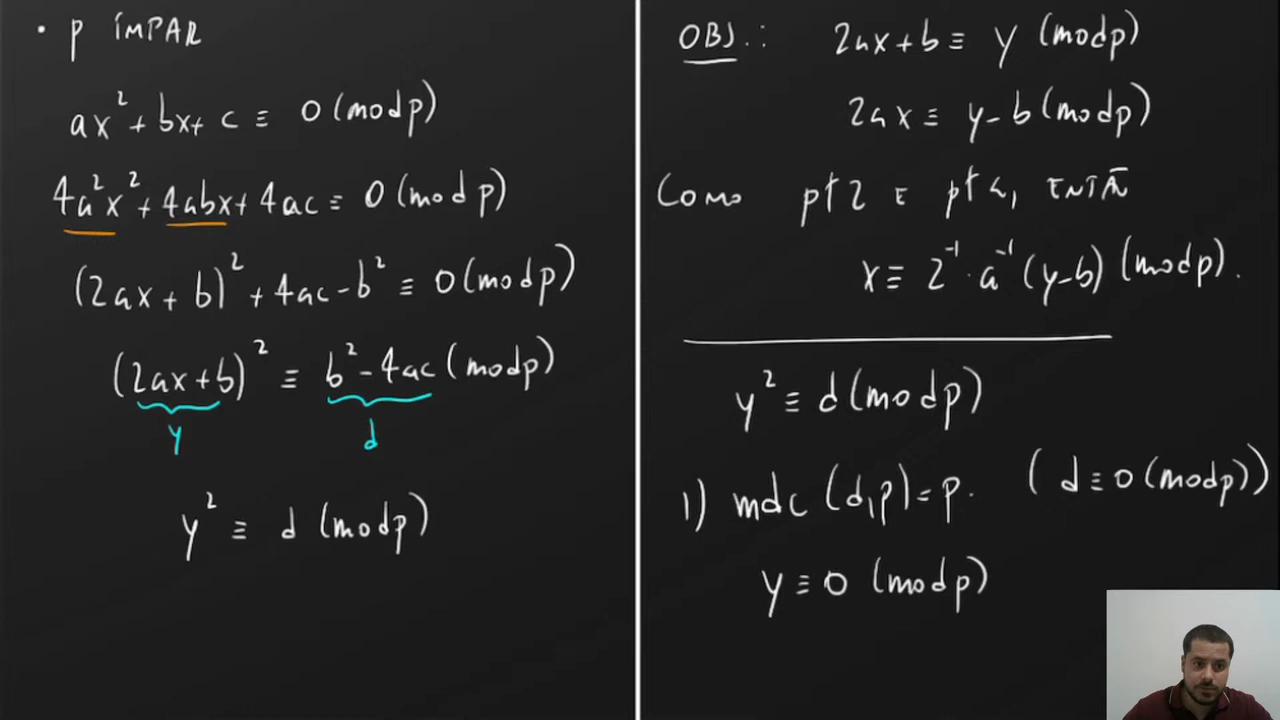 • p ÍMPAR
ax² + bx + c ≡ 0 (mod p)
4a²x² + 4abx + 4ac ≡ 0 (mod p)
(2ax + b)² + 4ac - b² ≡ 0 (mod p)
(2ax + b)² ≡ b² - 4ac (mod p)
y d
y² ≡ d (mod p)
OBS.: 2ax + b ≡ y (mod p)
2ax ≡ y - b (mod p)
Como p ∤ 2 E p ∤ a, ENTÃ
x ≡ 2⁻¹ · a⁻¹ (y - b) (mod p).
y² ≡ d (mod p)
1) mdc (d, p) = p. (d ≡ 0 (mod p))
y ≡ 0 (mod p)